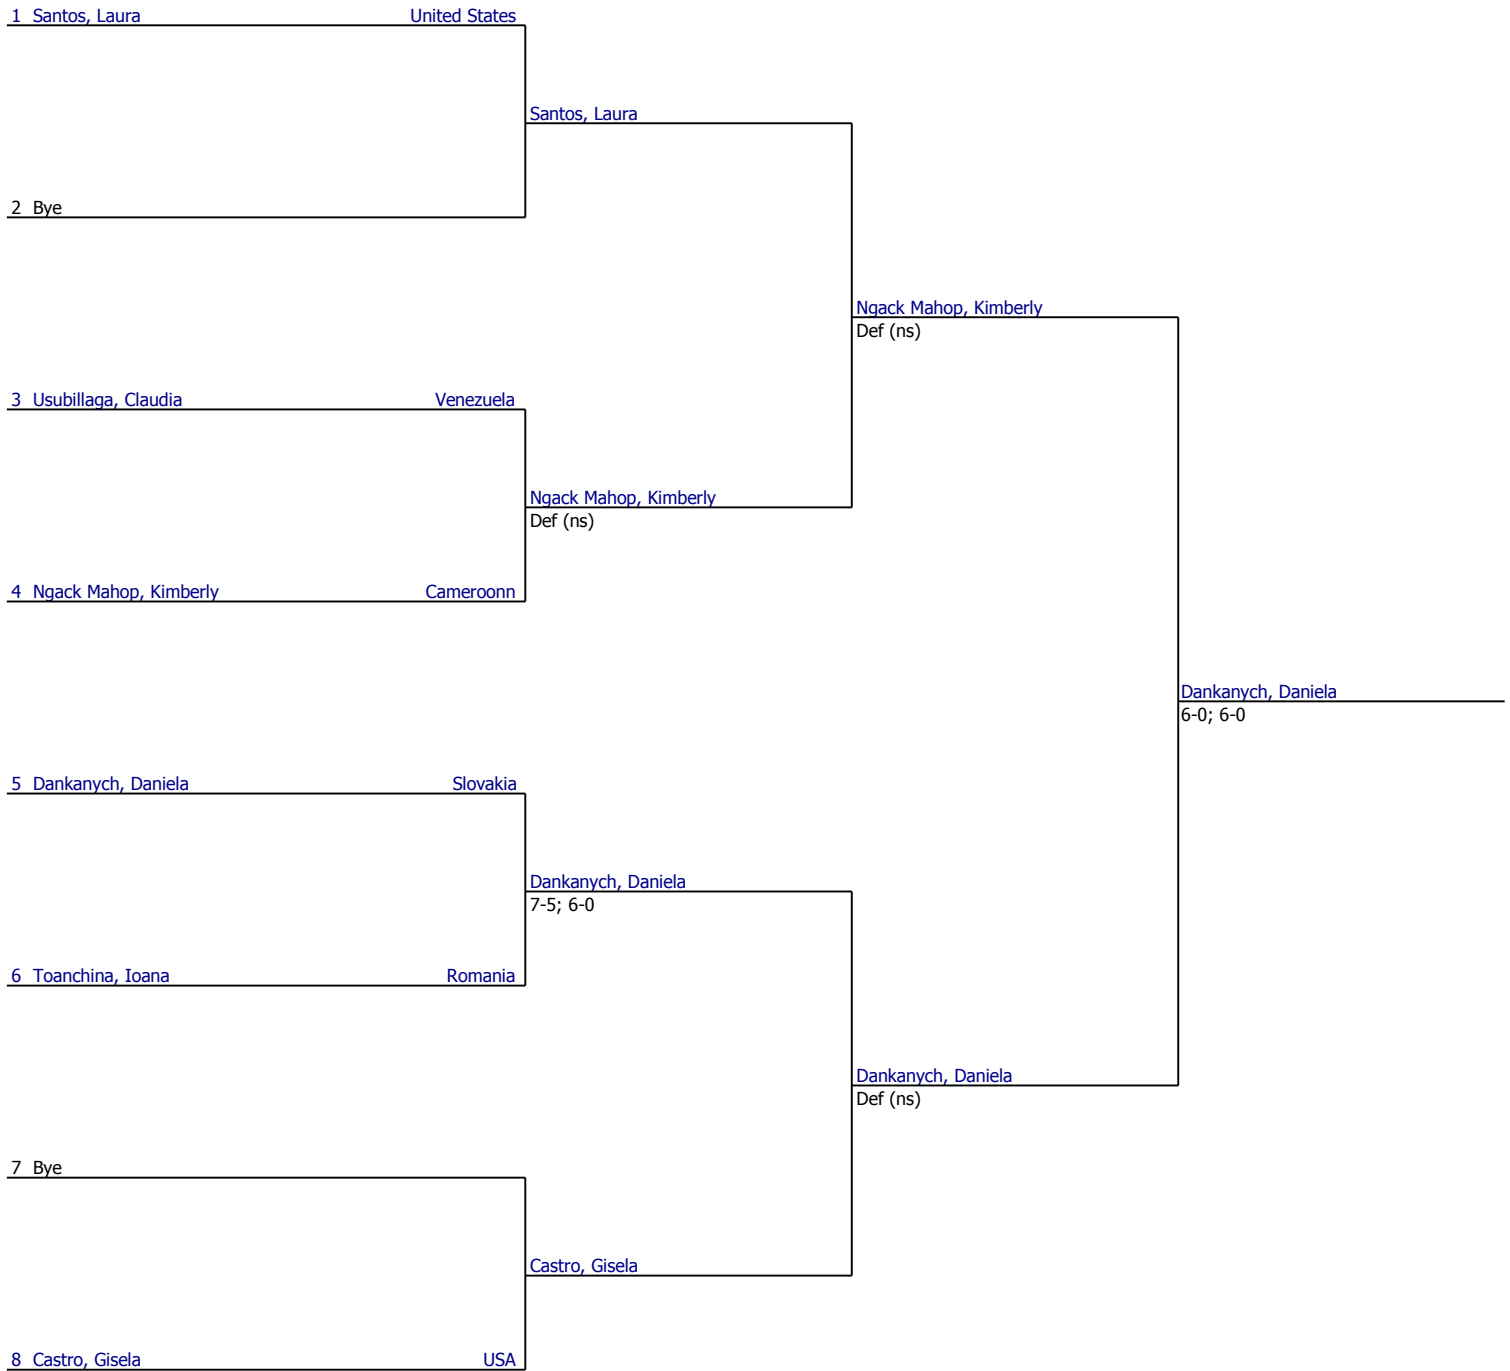 1 Santos, Laura United States
Santos, Laura
2 Bye
Ngack Mahop, Kimberly
Def (ns)
3 Usubillaga, Claudia Venezuela
Ngack Mahop, Kimberly
Def (ns)
4 Ngack Mahop, Kimberly Cameroonn
Dankanych, Daniela
6-0; 6-0
5 Dankanych, Daniela Slovakia
Dankanych, Daniela
7-5; 6-0
6 Toanchina, Ioana Romania
Dankanych, Daniela
Def (ns)
7 Bye
Castro, Gisela
8 Castro, Gisela USA